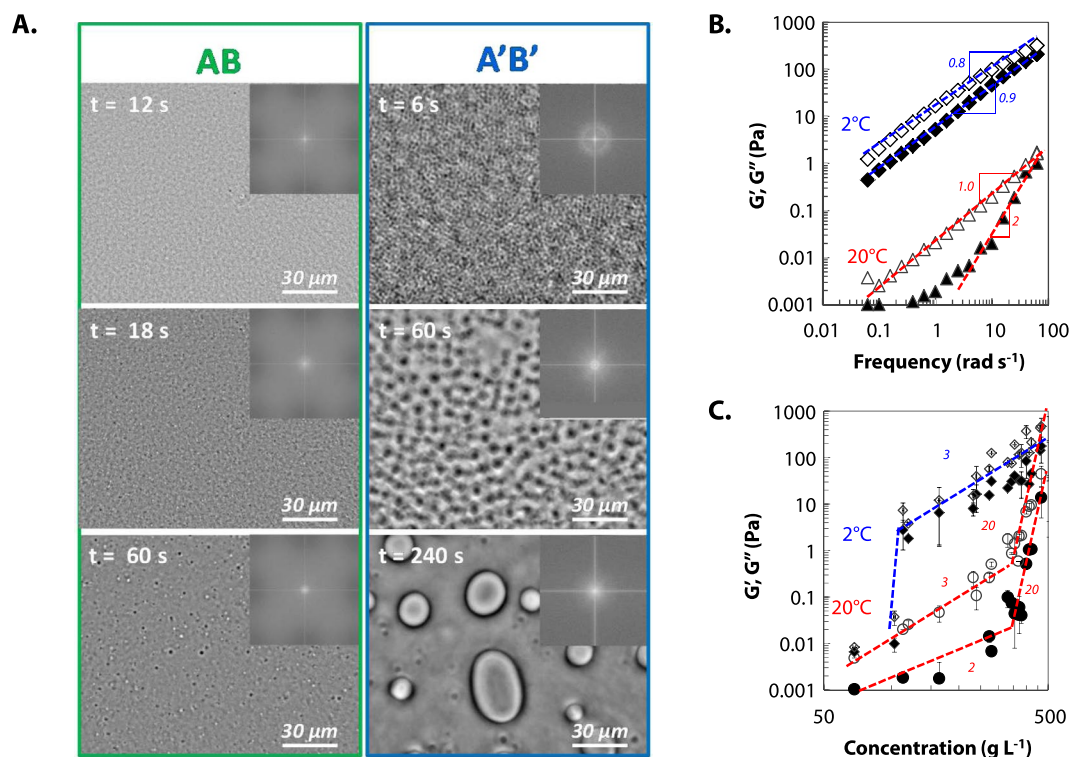 A.
AB
A'B'
t = 12 s
30 µm
t = 6 s
30 µm
t = 18 s
30 µm
t = 60 s
30 µm
t = 60 s
30 µm
t = 240 s
30 µm
B.
G′, G″ (Pa)
1000
100
10
1
0.1
0.01
0.001
0.8
0.9
2°C
1.0
2
20°C
0.01
0.1
1
10
100
Frequency (rad s-1)
C.
G′, G″ (Pa)
1000
100
10
1
0.1
0.01
0.001
3
2°C
20
3
20°C
20
2
50
500
Concentration (g L-1)